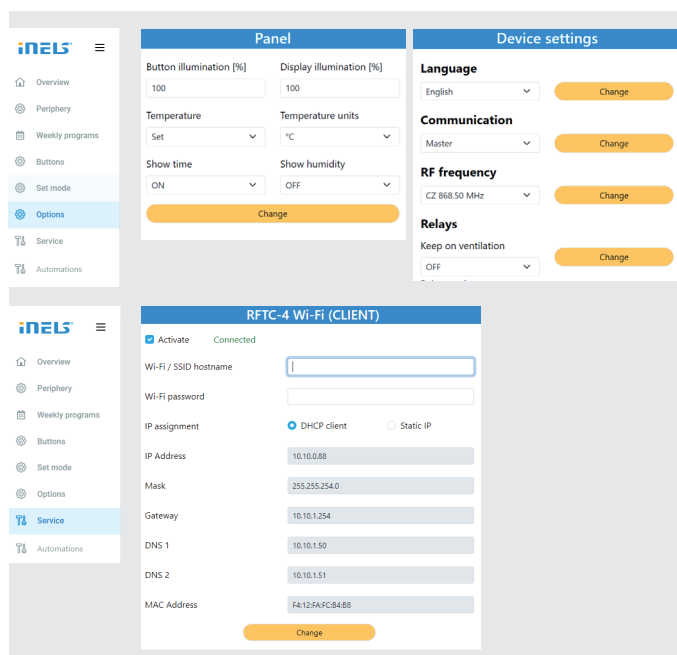 iNELS
Overview
Periphery
Weekly programs
Buttons
Set mode
Options
Service
Automations
Panel
Button illumination [%] Display illumination [%]
100 100
Temperature Temperature units
Set °C
Show time Show humidity
ON OFF
Change
Device settings
Language
English Change
Communication
Master Change
RF frequency
CZ 868.50 MHz Change
Relays
Keep on ventilation
OFF Change
iNELS
Overview
Periphery
Weekly programs
Buttons
Set mode
Options
Service
Automations
RFTC-4 Wi-Fi (CLIENT)
Activate Connected
Wi-Fi / SSID hostname
Wi-Fi password
IP assignment DHCP client Static IP
IP Address 10.10.0.88
Mask 255.255.254.0
Gateway 10.10.1.254
DNS 1 10.10.1.50
DNS 2 10.10.1.51
MAC Address F4:12:FA:FC:B4:B8
Change